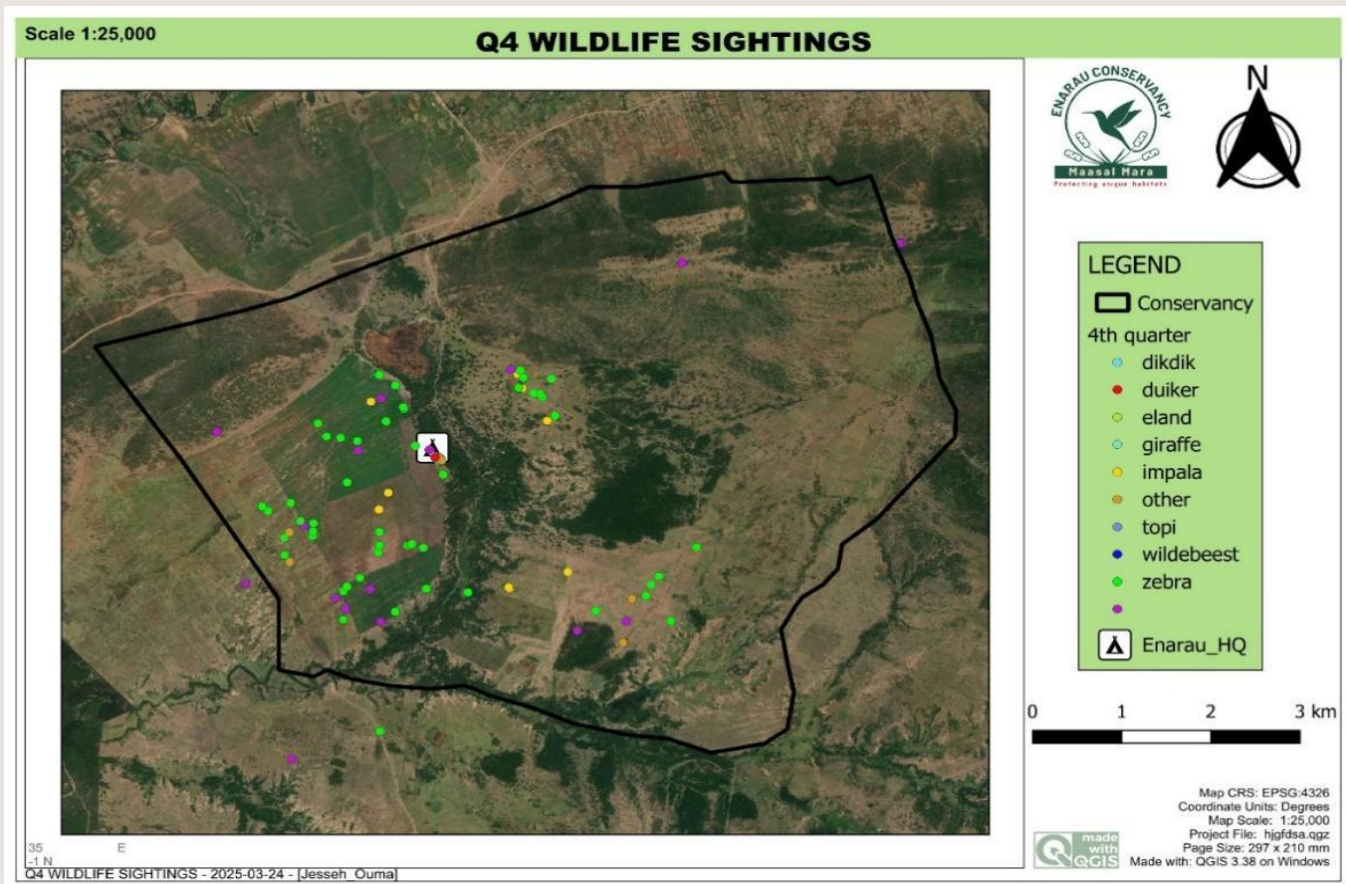 Scale 1:25,000
Q4 WILDLIFE SIGHTINGS
ENARAU CONSERVANCY
Maasal Mara
Protecting unique habitats
N
LEGEND
Conservancy
4th quarter
dikdik
duiker
eland
giraffe
impala
other
topi
wildebeest
zebra
Enarau_HQ
0 1 2 3 km
Map CRS: EPSG:4326
Coordinate Units: Degrees
Map Scale: 1:25,000
Project File: hjgfdsa.qgz
Page Size: 297 x 210 mm
Made with: QGIS 3.38 on Windows
made
with
QGIS
35 E
-1 N
Q4 WILDLIFE SIGHTINGS - 2025-03-24 - [Jesseh_Ouma]